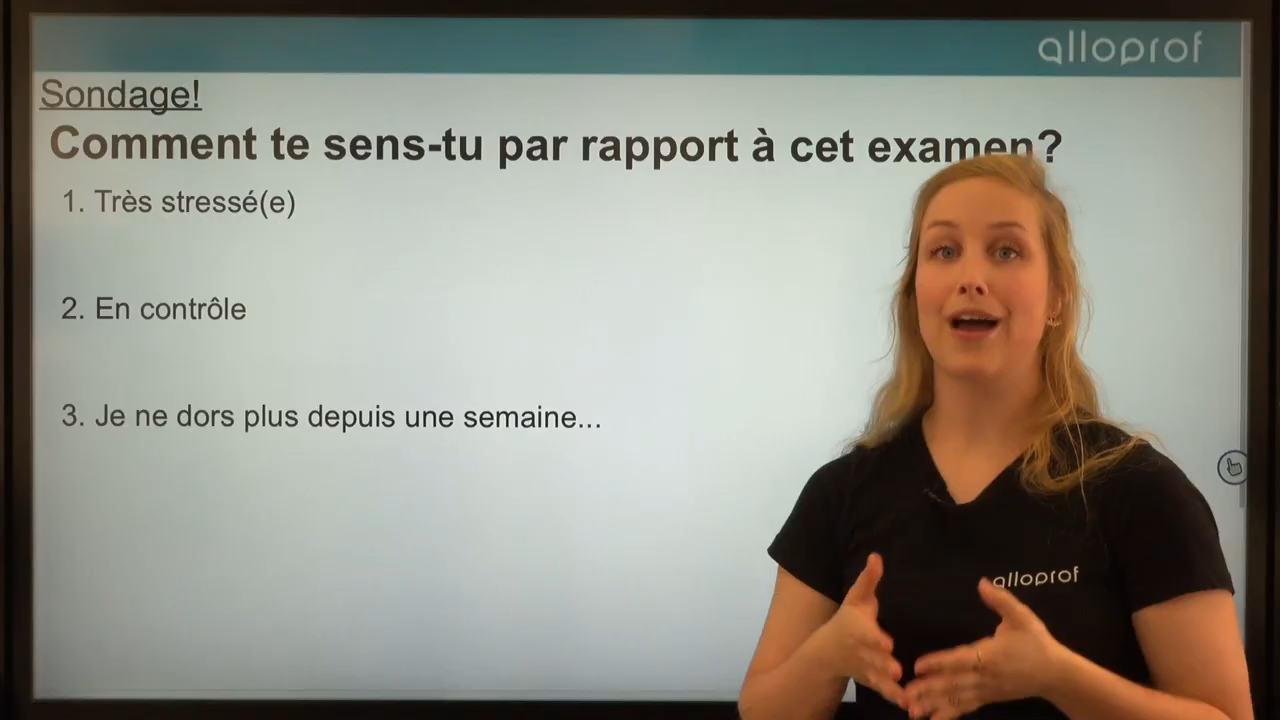 alloprof
Sondage!
Comment te sens-tu par rapport à cet examen?
1. Très stressé(e)
2. En contrôle
3. Je ne dors plus depuis une semaine...
alloprof